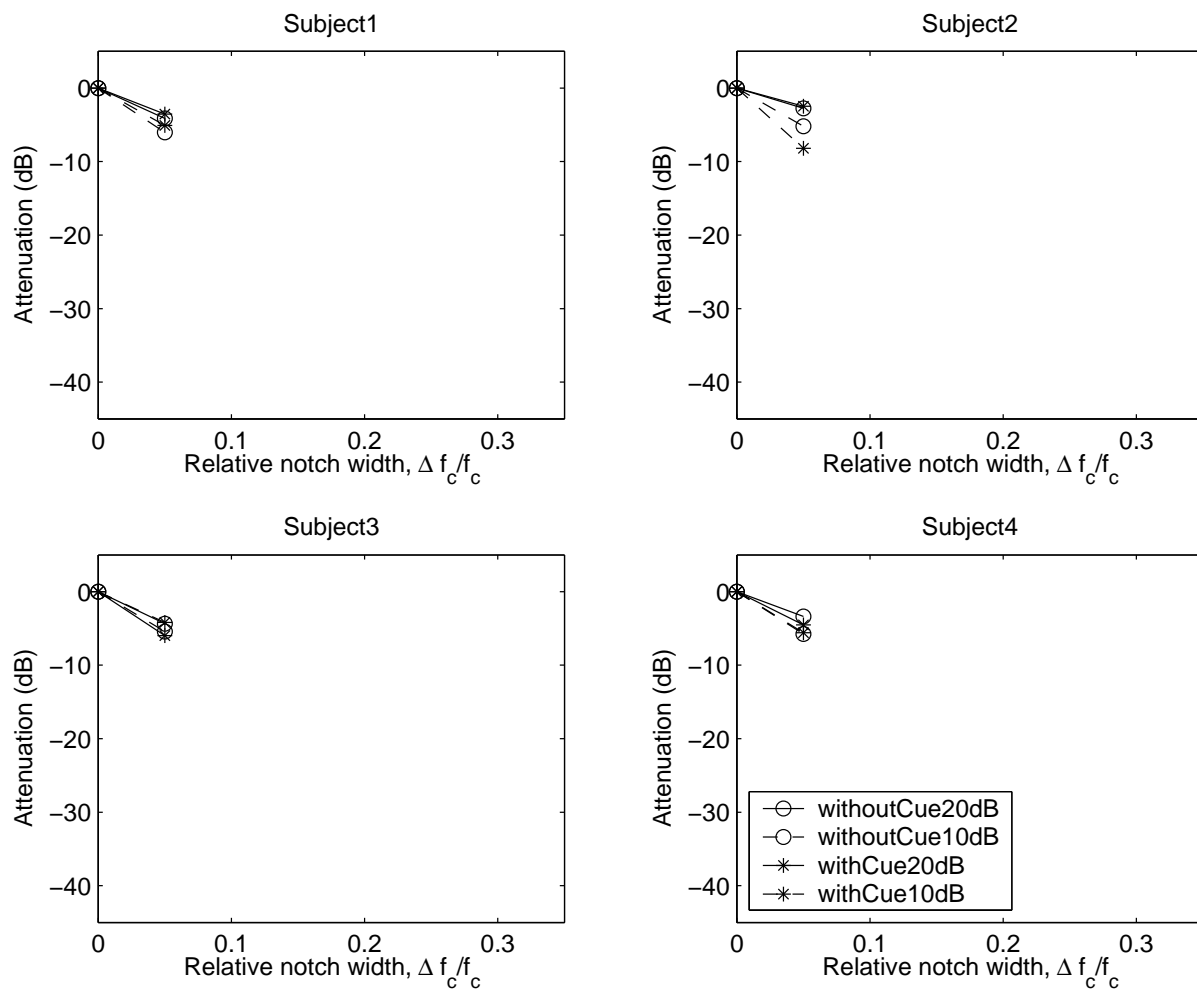 Subject1
0
−10
−20
−30
−40
Attenuation (dB)
0 0.1 0.2 0.3
Relative notch width, Δ f_c/f_c
Subject2
0
−10
−20
−30
−40
Attenuation (dB)
0 0.1 0.2 0.3
Relative notch width, Δ f_c/f_c
Subject3
0
−10
−20
−30
−40
Attenuation (dB)
0 0.1 0.2 0.3
Relative notch width, Δ f_c/f_c
Subject4
0
−10
−20
−30
−40
Attenuation (dB)
withoutCue20dB
withoutCue10dB
withCue20dB
withCue10dB
0 0.1 0.2 0.3
Relative notch width, Δ f_c/f_c